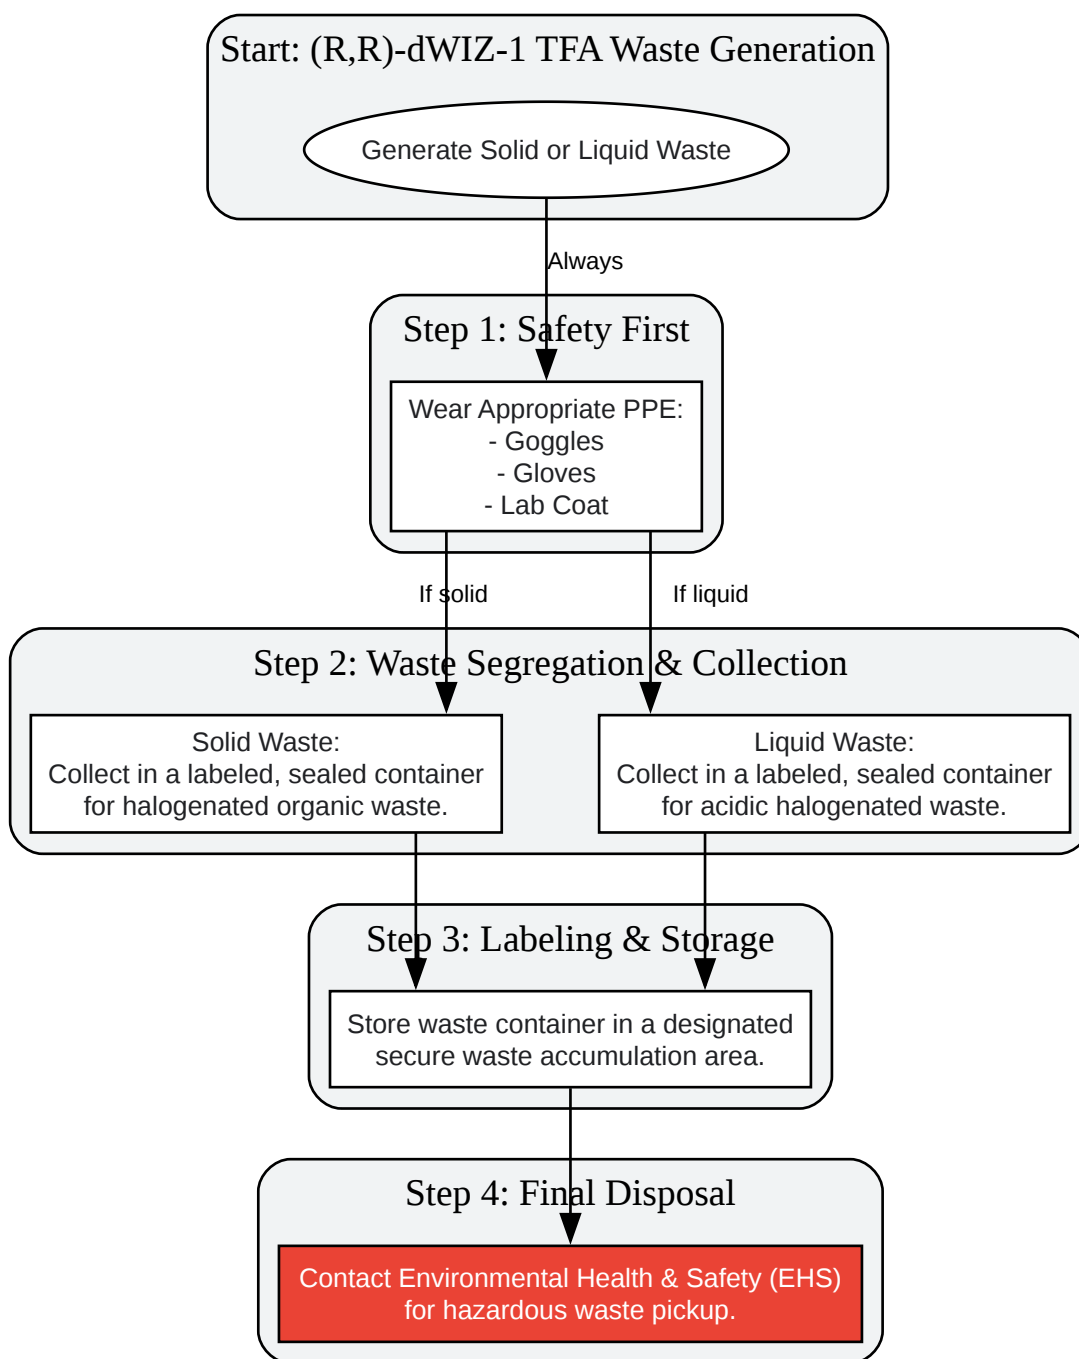 Start: (R,R)-dWIZ-1 TFA Waste Generation
Generate Solid or Liquid Waste
Always
Step 1: Safety First
Wear Appropriate PPE:
- Goggles
- Gloves
- Lab Coat
If solid
If liquid
Step 2: Waste Segregation & Collection
Solid Waste:
Collect in a labeled, sealed container
for halogenated organic waste.
Liquid Waste:
Collect in a labeled, sealed container
for acidic halogenated waste.
Step 3: Labeling & Storage
Store waste container in a designated
secure waste accumulation area.
Step 4: Final Disposal
Contact Environmental Health & Safety (EHS)
for hazardous waste pickup.